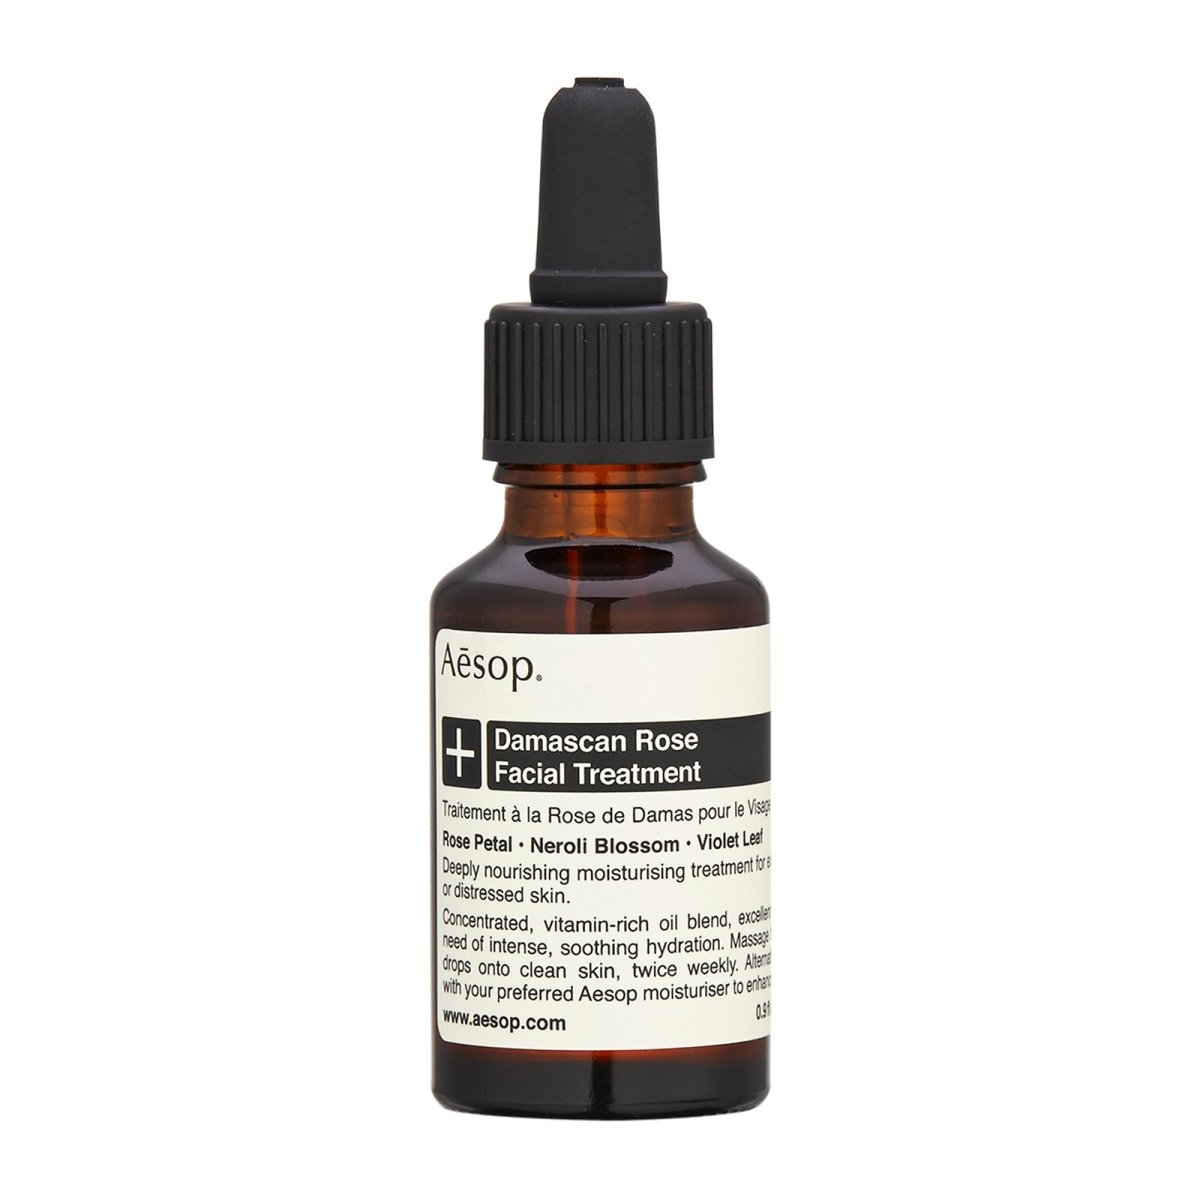 Aēsop®
+
Damascan Rose
Facial Treatment
Traitement à la Rose de Damas pour le Visage
Rose Petal · Neroli Blossom · Violet Leaf
Deeply nourishing moisturising treatment for
or distressed skin.
Concentrated, vitamin-rich oil blend,
need of intense, soothing hydration. Massage
drops onto clean skin, twice weekly.
with your preferred Aesop moisturiser to
www.aesop.com
0.9